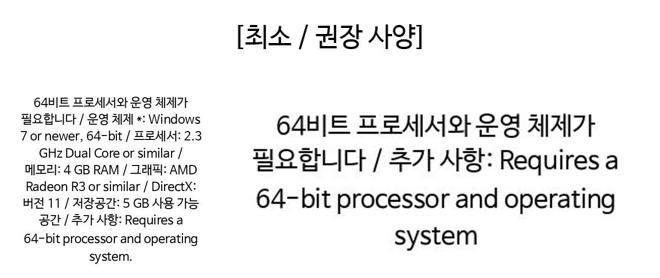 [최소 / 권장 사양]
64비트 프로세서와 운영 체제가
필요합니다 / 운영 체제 *: Windows
7 or newer, 64-bit / 프로세서: 2.3
GHz Dual Core or similar /
메모리: 4 GB RAM / 그래픽: AMD
Radeon R3 or similar / DirectX:
버전 11 / 저장공간: 5 GB 사용 가능
공간 / 추가 사항: Requires a
64-bit processor and operating
system.
64비트 프로세서와 운영 체제가
필요합니다 / 추가 사항: Requires a
64-bit processor and operating
system